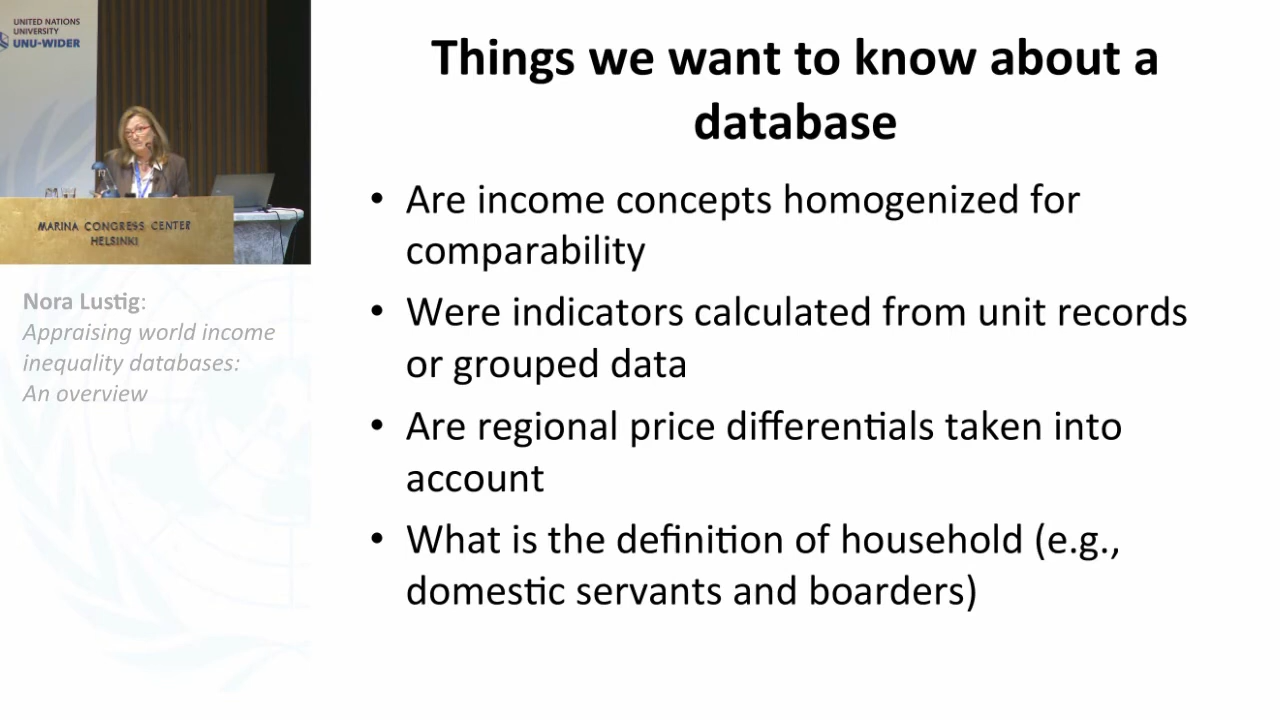 UNITED NATIONS
UNIVERSITY
UNU-WIDER
MARINA CONGRESS CENTER
HELSINKI
Nora Lustig:
Appraising world income
inequality databases:
An overview
Things we want to know about a
database
• Are income concepts homogenized for
comparability
• Were indicators calculated from unit records
or grouped data
• Are regional price differentials taken into
account
• What is the definition of household (e.g.,
domestic servants and boarders)